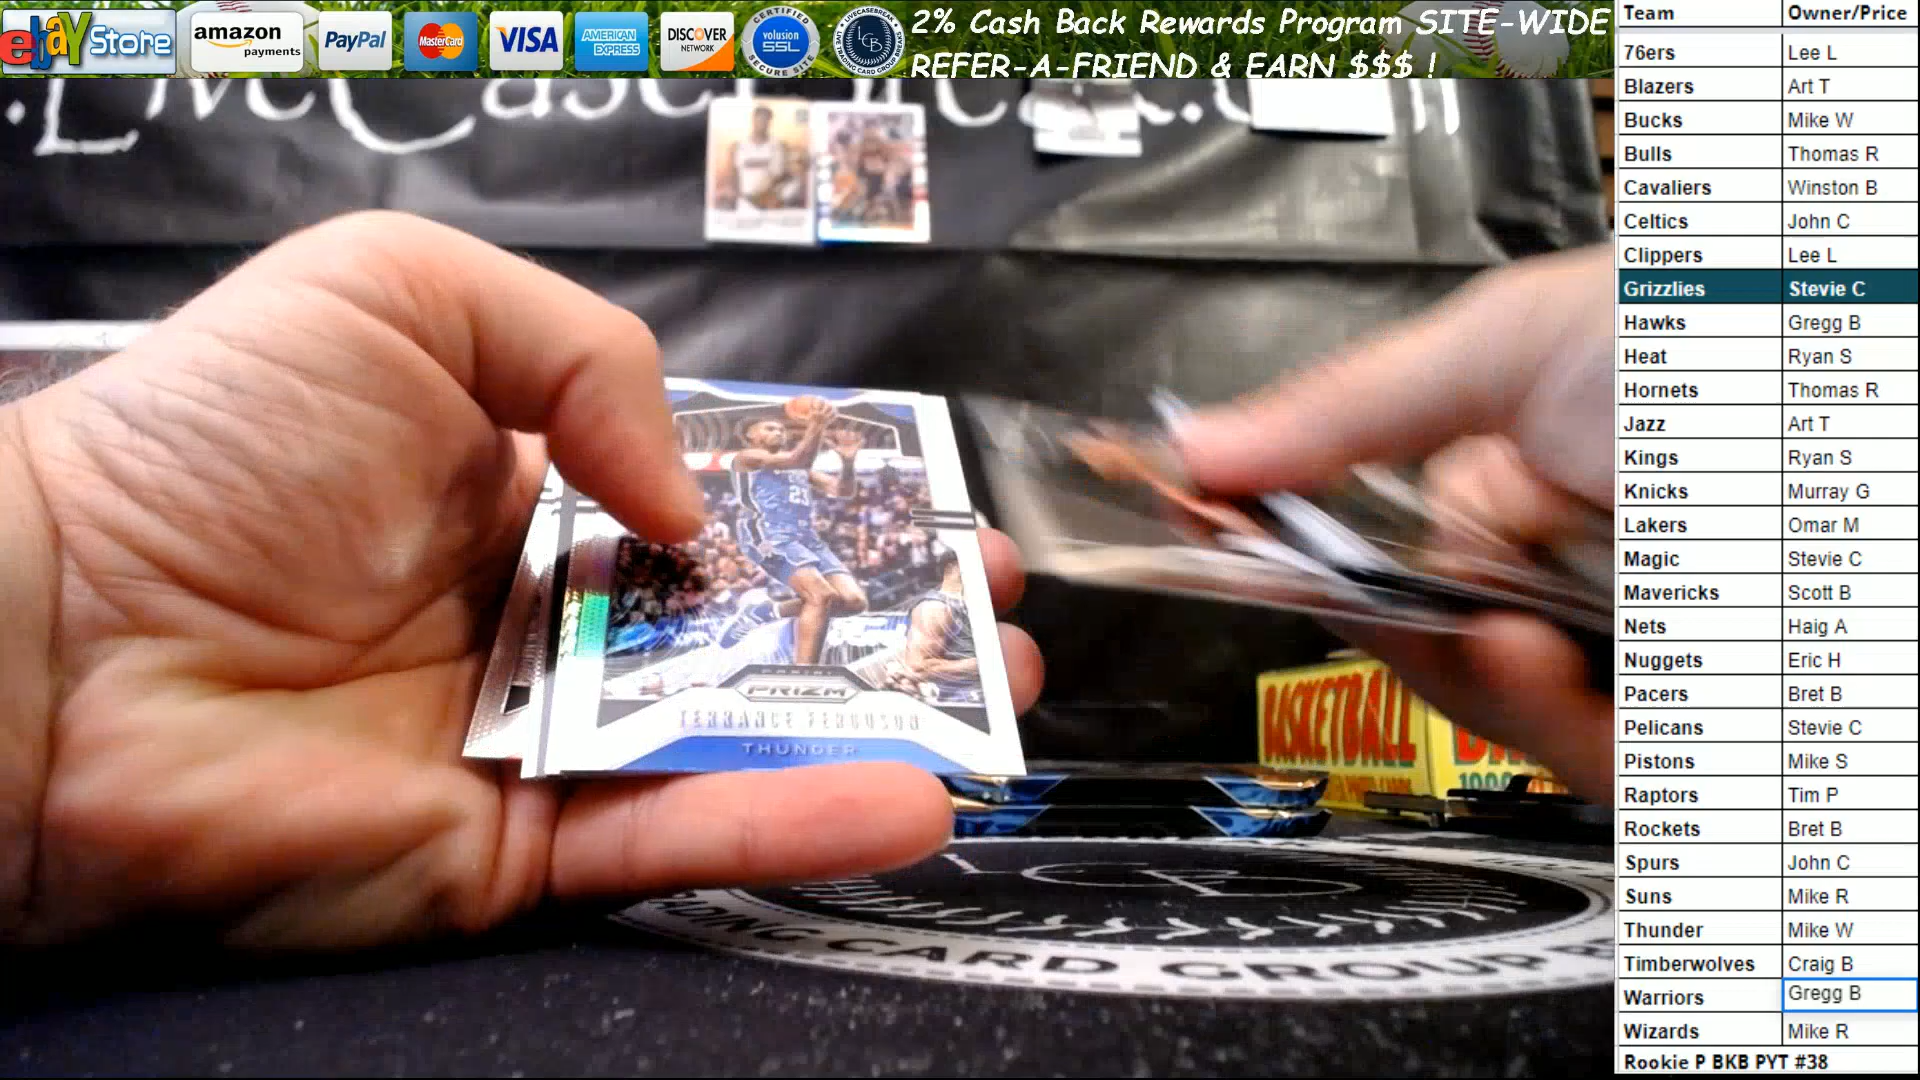 ebay Store
amazon payments
PayPal
MasterCard
VISA
AMERICAN EXPRESS
DISCOVER NETWORK
CERTIFIED volusion SSL SECURE SITE
LIVECASEBREAKS LCB
2% Cash Back Rewards Program SITE-WIDE
REFER-A-FRIEND & EARN $$$ !
23
PRIZM
TERRANCE FERGUSON
THUNDER
BASKETBALL
LCB
CARD GROUP
Team Owner/Price
76ers Lee L
Blazers Art T
Bucks Mike W
Bulls Thomas R
Cavaliers Winston B
Celtics John C
Clippers Lee L
Grizzlies Stevie C
Hawks Gregg B
Heat Ryan S
Hornets Thomas R
Jazz Art T
Kings Ryan S
Knicks Murray G
Lakers Omar M
Magic Stevie C
Mavericks Scott B
Nets Haig A
Nuggets Eric H
Pacers Bret B
Pelicans Stevie C
Pistons Mike S
Raptors Tim P
Rockets Bret B
Spurs John C
Suns Mike R
Thunder Mike W
Timberwolves Craig B
Warriors Gregg B
Wizards Mike R
Rookie P BKB PYT #38